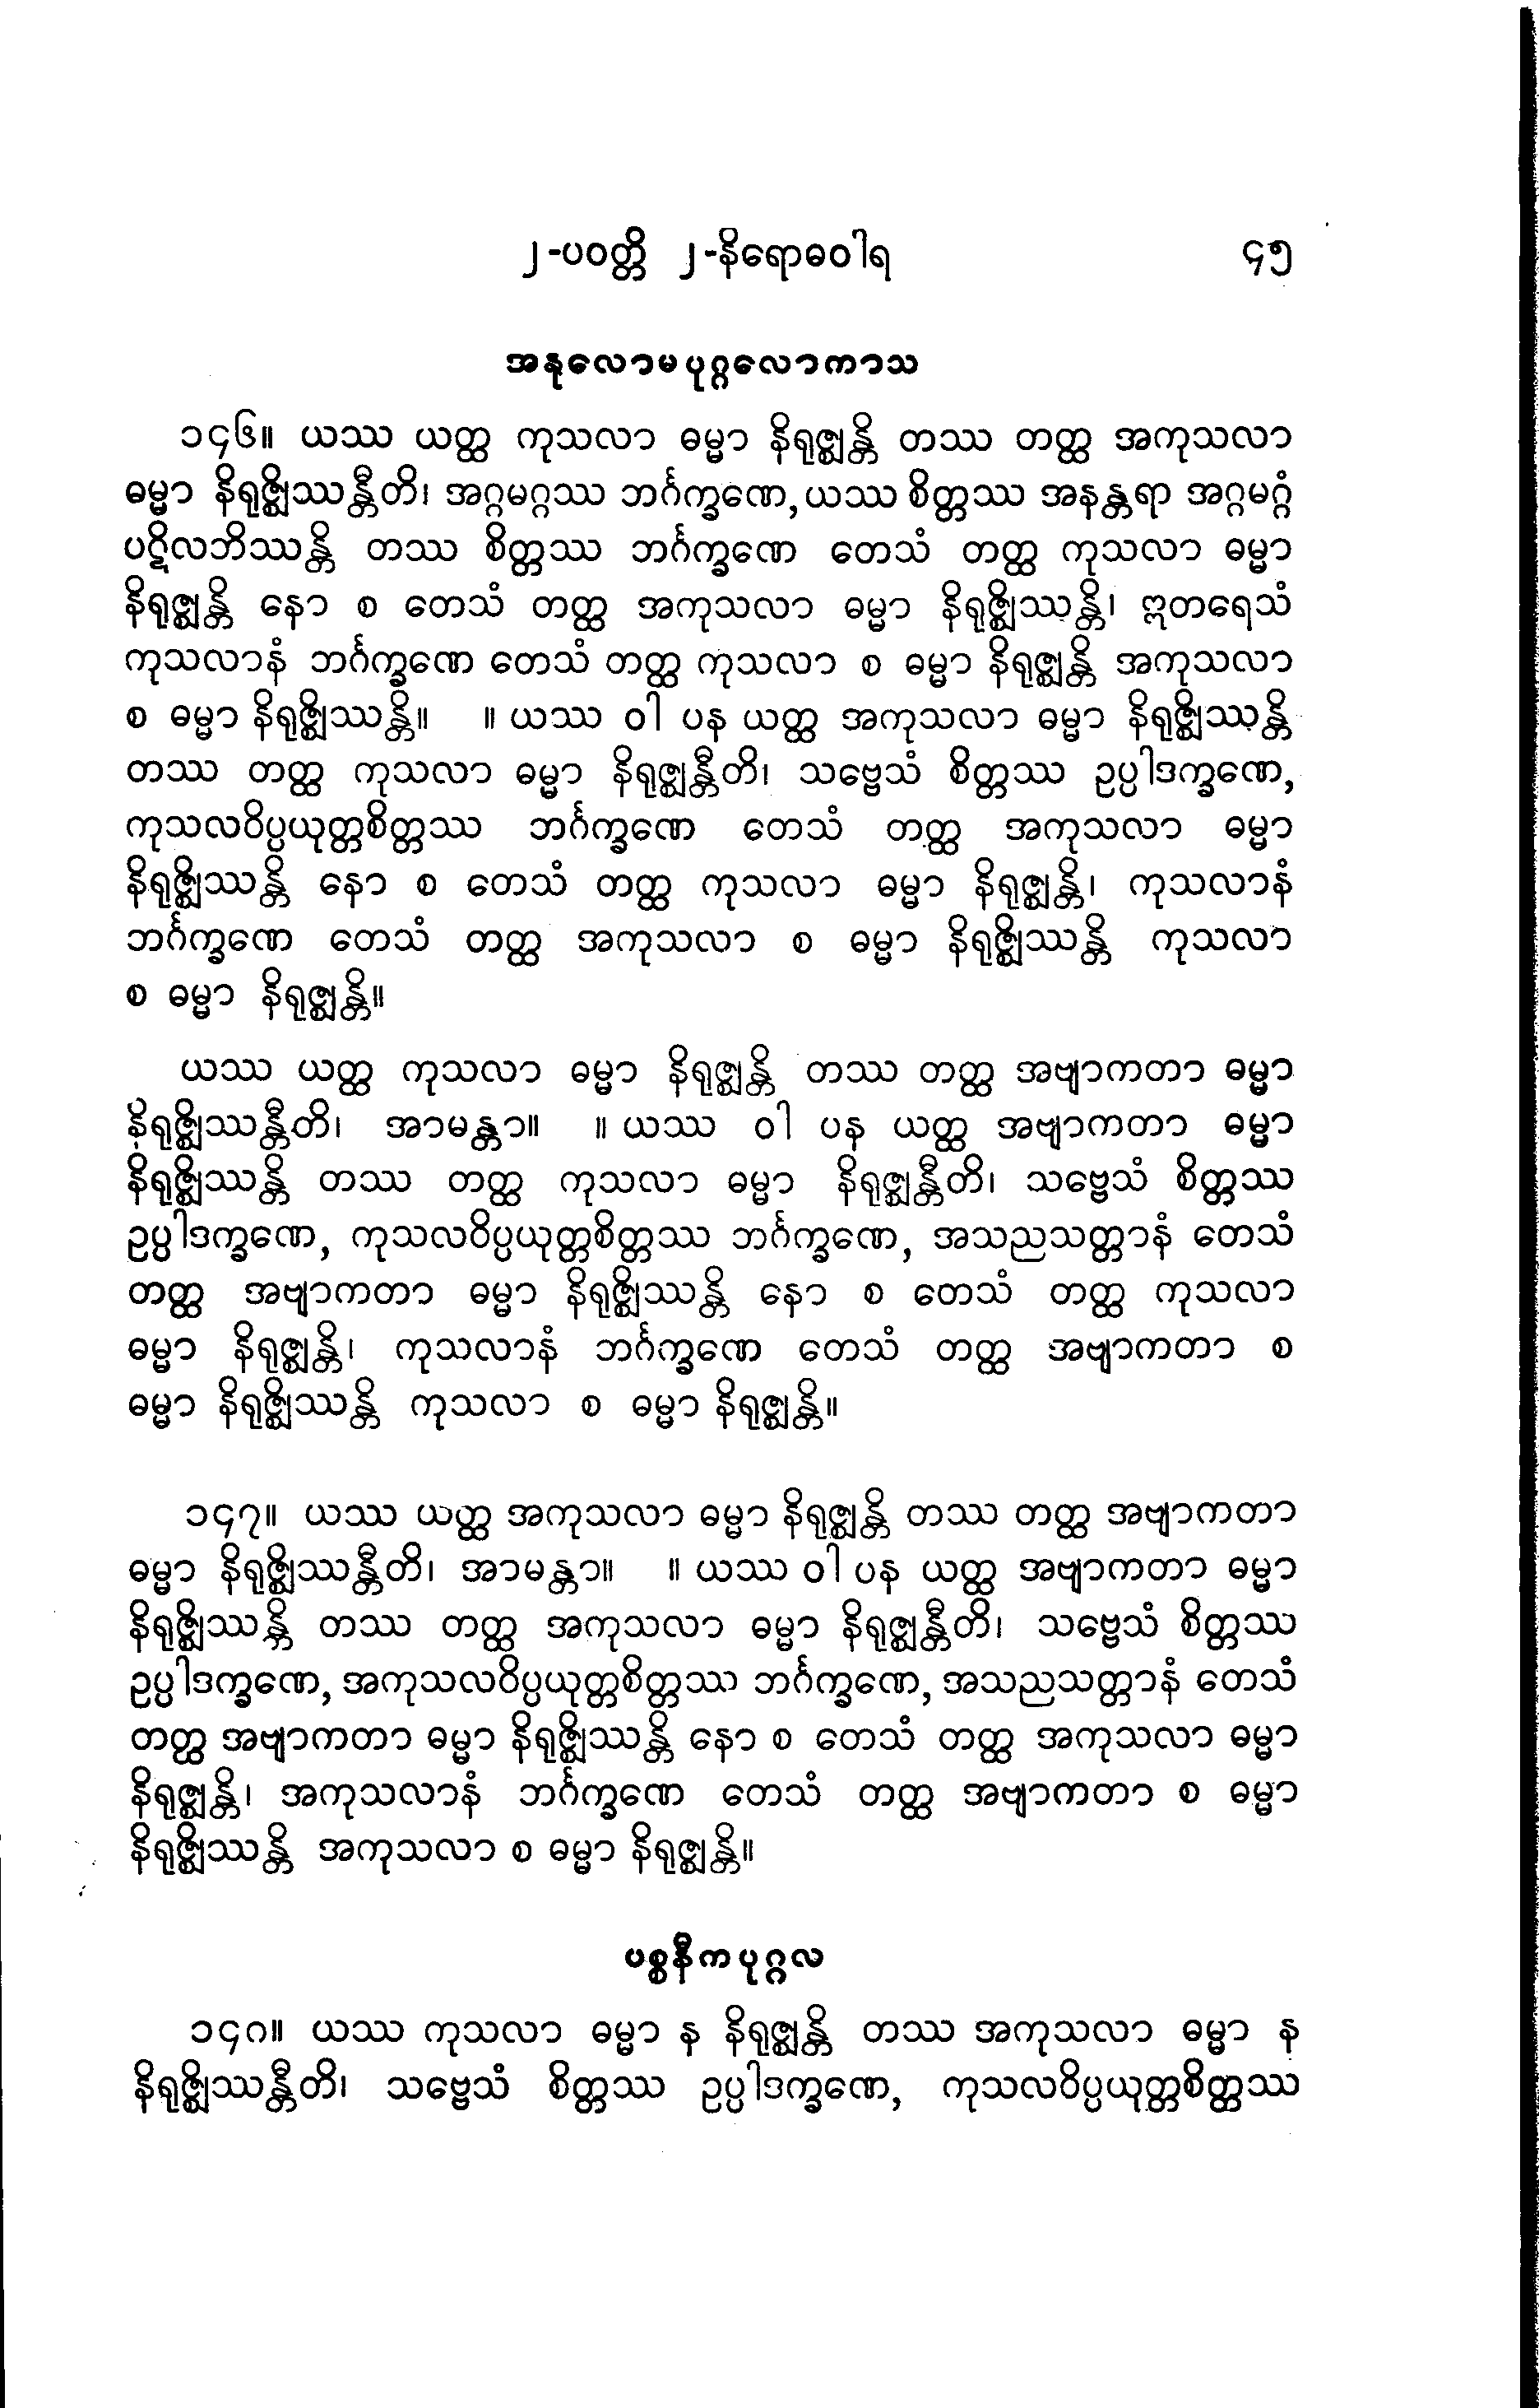 ၂-ပဝတ္တိ ၂-နိရောဓဝါရ ၄၅
အနုလောမပုဂ္ဂလောကာသ
၁၄၆။ ယဿ ယတ္ထ ကုသလာ ဓမ္မာ နိရုဇ္ဈန္တိ တဿ တတ္ထ အကုသလာ
ဓမ္မာ နိရုဇ္ဈိဿန္တီတိ၊ အဂ္ဂမဂ္ဂဿ ဘင်္ဂက္ခဏေ, ယဿ စိတ္တဿ အနန္တရာ အဂ္ဂမဂ္ဂံ
ပဋိလဘိဿန္တိ တဿ စိတ္တဿ ဘင်္ဂက္ခဏေ တေသံ တတ္ထ ကုသလာ ဓမ္မာ
နိရုဇ္ဈန္တိ နော စ တေသံ တတ္ထ အကုသလာ ဓမ္မာ နိရုဇ္ဈိဿန္တိ၊ ဣတရေသံ
ကုသလာနံ ဘင်္ဂက္ခဏေ တေသံ တတ္ထ ကုသလာ စ ဓမ္မာ နိရုဇ္ဈန္တိ အကုသလာ
စ ဓမ္မာ နိရုဇ္ဈိဿန္တိ။ ။ ယဿ ဝါ ပန ယတ္ထ အကုသလာ ဓမ္မာ နိရုဇ္ဈိဿန္တိ
တဿ တတ္ထ ကုသလာ ဓမ္မာ နိရုဇ္ဈန္တီတိ၊ သဗ္ဗေသံ စိတ္တဿ ဥပ္ပါဒက္ခဏေ,
ကုသလဝိပ္ပယုတ္တစိတ္တဿ ဘင်္ဂက္ခဏေ တေသံ တတ္ထ အကုသလာ ဓမ္မာ
နိရုဇ္ဈိဿန္တိ နော စ တေသံ တတ္ထ ကုသလာ ဓမ္မာ နိရုဇ္ဈန္တိ၊ ကုသလာနံ
ဘင်္ဂက္ခဏေ တေသံ တတ္ထ အကုသလာ စ ဓမ္မာ နိရုဇ္ဈိဿန္တိ ကုသလာ
စ ဓမ္မာ နိရုဇ္ဈန္တိ။
ယဿ ယတ္ထ ကုသလာ ဓမ္မာ နိရုဇ္ဈန္တိ တဿ တတ္ထ အဗျာကတာ ဓမ္မာ
နိရုဇ္ဈိဿန္တီတိ၊ အာမန္တာ။ ။ ယဿ ဝါ ပန ယတ္ထ အဗျာကတာ ဓမ္မာ
နိရုဇ္ဈိဿန္တိ တဿ တတ္ထ ကုသလာ ဓမ္မာ နိရုဇ္ဈန္တီတိ၊ သဗ္ဗေသံ စိတ္တဿ
ဥပ္ပါဒက္ခဏေ, ကုသလဝိပ္ပယုတ္တစိတ္တဿ ဘင်္ဂက္ခဏေ, အသညသတ္တာနံ တေသံ
တတ္ထ အဗျာကတာ ဓမ္မာ နိရုဇ္ဈိဿန္တိ နော စ တေသံ တတ္ထ ကုသလာ
ဓမ္မာ နိရုဇ္ဈန္တိ၊ ကုသလာနံ ဘင်္ဂက္ခဏေ တေသံ တတ္ထ အဗျာကတာ စ
ဓမ္မာ နိရုဇ္ဈိဿန္တိ ကုသလာ စ ဓမ္မာ နိရုဇ္ဈန္တိ။
၁၄၇။ ယဿ ယတ္ထ အကုသလာ ဓမ္မာ နိရုဇ္ဈန္တိ တဿ တတ္ထ အဗျာကတာ
ဓမ္မာ နိရုဇ္ဈိဿန္တီတိ၊ အာမန္တာ။ ။ ယဿ ဝါ ပန ယတ္ထ အဗျာကတာ ဓမ္မာ
နိရုဇ္ဈိဿန္တိ တဿ တတ္ထ အကုသလာ ဓမ္မာ နိရုဇ္ဈန္တီတိ၊ သဗ္ဗေသံ စိတ္တဿ
ဥပ္ပါဒက္ခဏေ, အကုသလဝိပ္ပယုတ္တစိတ္တဿ ဘင်္ဂက္ခဏေ, အသညသတ္တာနံ တေသံ
တတ္ထ အဗျာကတာ ဓမ္မာ နိရုဇ္ဈိဿန္တိ နော စ တေသံ တတ္ထ အကုသလာ ဓမ္မာ
နိရုဇ္ဈန္တိ၊ အကုသလာနံ ဘင်္ဂက္ခဏေ တေသံ တတ္ထ အဗျာကတာ စ ဓမ္မာ
နိရုဇ္ဈိဿန္တိ အကုသလာ စ ဓမ္မာ နိရုဇ္ဈန္တိ။
ပစ္စနီကပုဂ္ဂလ
၁၄၈။ ယဿ ကုသလာ ဓမ္မာ န နိရုဇ္ဈန္တိ တဿ အကုသလာ ဓမ္မာ န
နိရုဇ္ဈိဿန္တီတိ၊ သဗ္ဗေသံ စိတ္တဿ ဥပ္ပါဒက္ခဏေ, ကုသလဝိပ္ပယုတ္တစိတ္တဿ